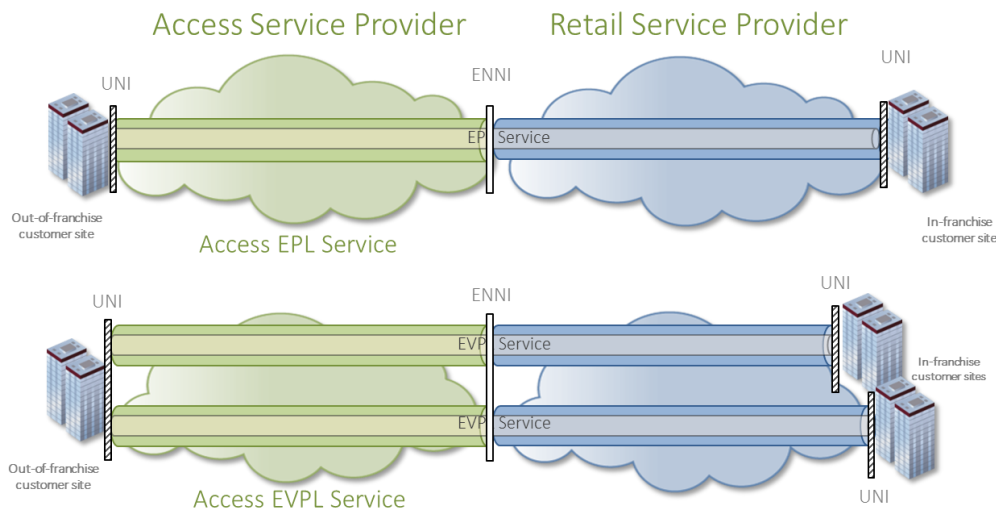 Access Service Provider
Retail Service Provider
UNI
ENNI
UNI
EP Service
Out-of-franchise
customer site
In-franchise
customer site
Access EPL Service
UNI
ENNI
UNI
EVP Service
In-franchise
customer sites
EVP Service
Out-of-franchise
customer site
Access EVPL Service
UNI